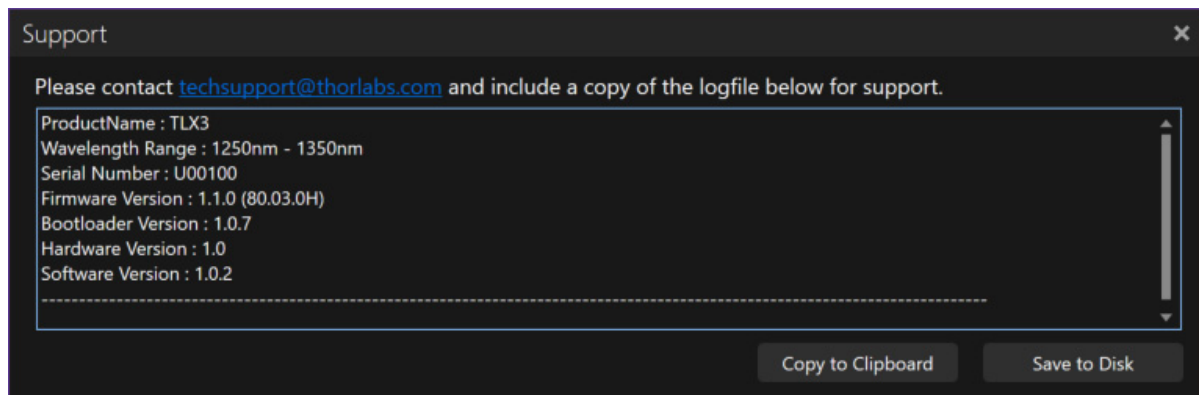 Support
Please contact techsupport@thorlabs.com and include a copy of the logfile below for support.
ProductName : TLX3
Wavelength Range : 1250nm - 1350nm
Serial Number : U00100
Firmware Version : 1.1.0 (80.03.0H)
Bootloader Version : 1.0.7
Hardware Version : 1.0
Software Version : 1.0.2
------------------------------------------------------------------------------------------------------------------------------
Copy to Clipboard Save to Disk